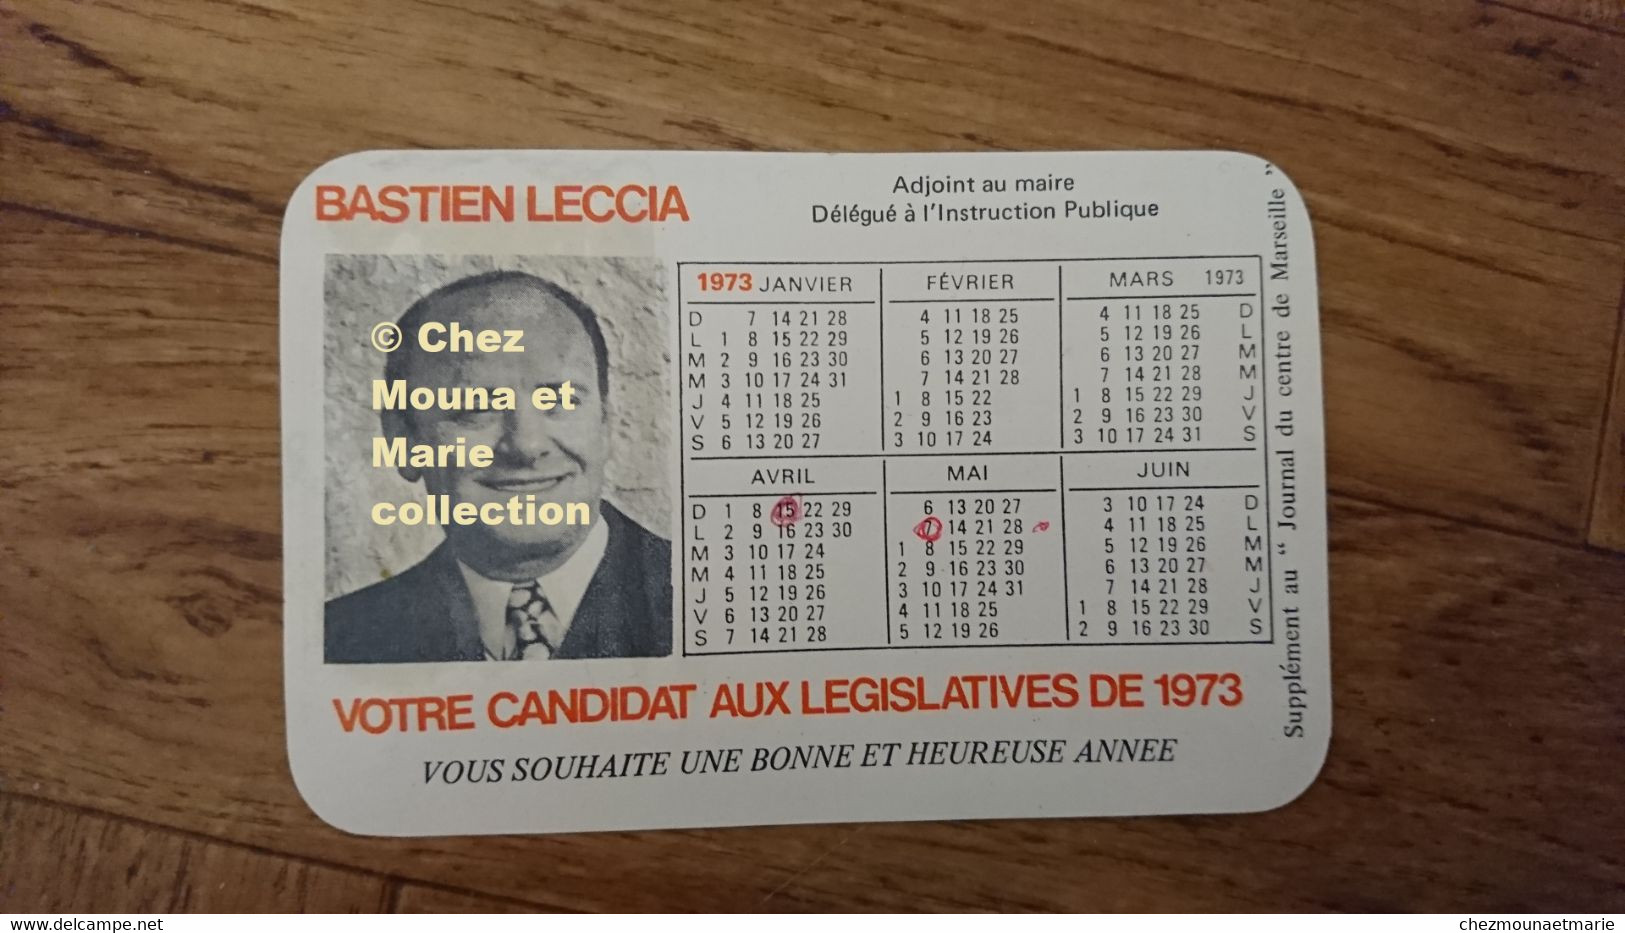 BASTIEN LECCIA
Adjoint au maire
Délégué à l'Instruction Publique
© Chez
Mouna et
Marie
collection
1973 JANVIER
D 7 14 21 28
L 1 8 15 22 29
M 2 9 16 23 30
M 3 10 17 24 31
J 4 11 18 25
V 5 12 19 26
S 6 13 20 27
FÉVRIER
4 11 18 25
5 12 19 26
6 13 20 27
7 14 21 28
1 8 15 22
2 9 16 23
3 10 17 24
MARS 1973
4 11 18 25 D
5 12 19 26 L
6 13 20 27 M
7 14 21 28 M
1 8 15 22 29 J
2 9 16 23 30 V
3 10 17 24 31 S
AVRIL
D 1 8 15 22 29
L 2 9 16 23 30
M 3 10 17 24
M 4 11 18 25
J 5 12 19 26
V 6 13 20 27
S 7 14 21 28
MAI
6 13 20 27
7 14 21 28
1 8 15 22 29
2 9 16 23 30
3 10 17 24 31
4 11 18 25
5 12 19 26
JUIN
3 10 17 24 D
4 11 18 25 L
5 12 19 26 M
6 13 20 27 M
7 14 21 28 J
1 8 15 22 29 V
2 9 16 23 30 S
Supplément au " Journal du centre de Marseille "
VOTRE CANDIDAT AUX LEGISLATIVES DE 1973
VOUS SOUHAITE UNE BONNE ET HEUREUSE ANNEE
www.delcampe.net
chezmounaetmarie